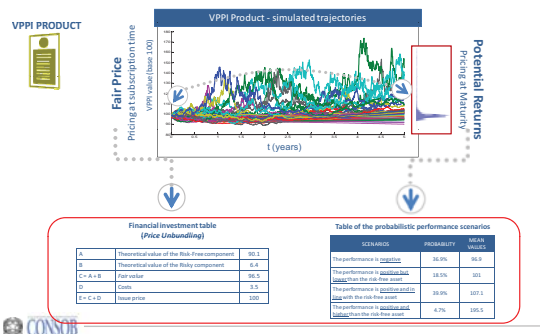 VPPI PRODUCT
VPPI Product - simulated trajectories
Fair Price
Pricing at subscription time
VPPI value (base 100)
t (years)
Potential Returns
Pricing at Maturity
Financial investment table
(Price Unbundling)
A Theoretical value of the Risk-Free component 90.1
B Theoretical value of the Risky component 6.4
C = A + B Fair value 96.5
D Costs 3.5
E = C + D Issue price 100
Table of the probabilistic performance scenarios
SCENARIOS PROBABILITY MEAN VALUES
The performance is negative 36.9% 96.9
The performance is positive but
lower than the risk-free asset 18.5% 101
The performance is positive and in
line with the risk-free asset 39.9% 107.1
The performance is positive and
higher than the risk-free asset 4.7% 195.5
CONSOB